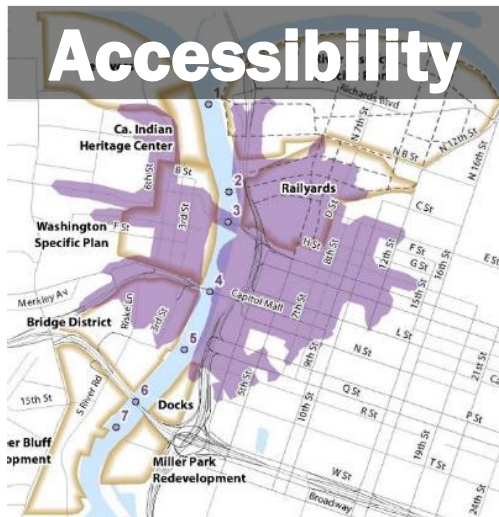 Accessibility
Richards Blvd
1
N 7th St
N 12th St
N 16th St
Ca. Indian
Heritage Center
N B St
6th St
B St
2
Railyards
C St
D St
3rd St
3
Washington
Specific Plan
F St
H St
8th St
12th St
F St
G St
15th St
16th St
E St
4
Capitol Mall
7th St
Merkley Av
Bridge District
Riske Ln
3rd St
L St
5
9th St
N St
21st St
5th St
Q St
10th St
R St
P St
6
15th St
S River Rd
Docks
7
19th St
T St
er Bluff
opment
Miller Park
Redevelopment
W St
Broadway
24th St